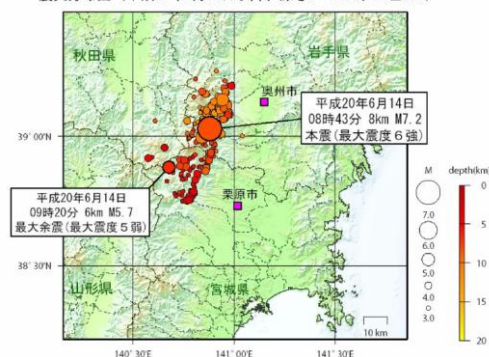 秋田県
岩手県
奥州市
平成20年6月14日
08時43分 8km M7.2
本震(最大震度6強)
39°00'
平成20年6月14日
09時20分 6km M5.7
最大余震(最大震度5弱)
栗原市
38°30'
山形県
宮城県
10 km
140°30'E
141°00'
141°30'
M
7.0
6.0
5.0
4.0
3.0
depth(km)
0
5
10
15
20